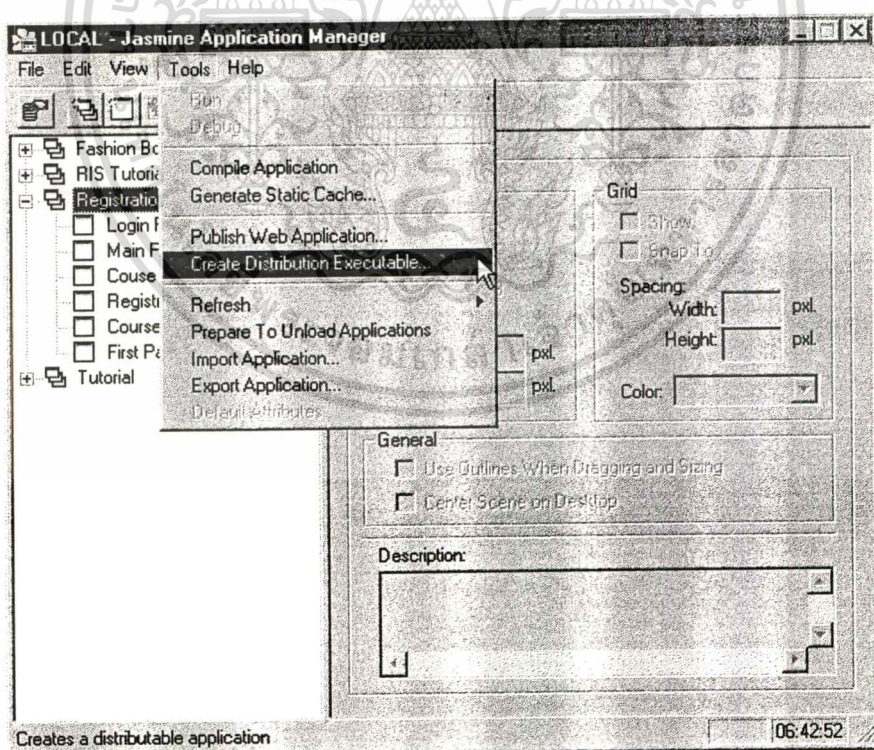 LOCAL - Jasmine Application Manager
File Edit View Tools Help
Run
Debug
Compile Application
Generate Static Cache...
Publish Web Application...
Create Distribution Executable...
Refresh
Prepare To Unload Applications
Import Application...
Export Application...
Default Attributes
Fashion Bo
RIS Tutoria
Registratio
Login F
Main F
Couse
Registr
Course
First Pa
Tutorial
Grid
Show
Snap To
Spacing:
Width: pxl.
Height: pxl.
Color:
pxl.
pxl.
General
Use Outlines When Dragging and Sizing
Center Scene on Desktop
Description:
Creates a distributable application
06:42:52